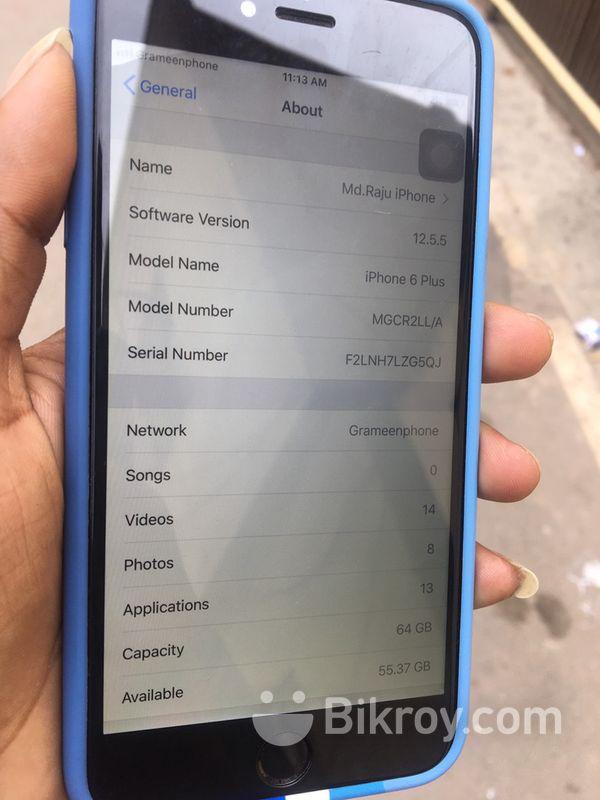 Grameenphone
11:13 AM
General
About
Name Md.Raju iPhone
Software Version 12.5.5
Model Name iPhone 6 Plus
Model Number MGCR2LL/A
Serial Number F2LNH7LZG5QJ
Network Grameenphone
Songs 0
Videos 14
Photos 8
Applications 13
Capacity 64 GB
Available 55.37 GB
Bikroy.com